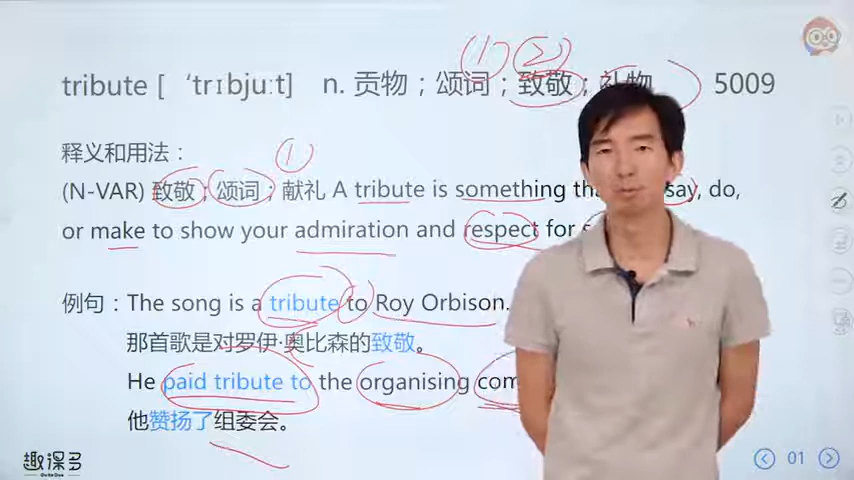 tribute [ ‘trɪbjuːt] n. 贡物；颂词；致敬；礼物 5009
释义和用法：
(N-VAR) 致敬；颂词；献礼 A tribute is something say, do,
or make to show your admiration and respect for
例句：The song is a tribute to Roy Orbison.
那首歌是对罗伊·奥比森的致敬。
He paid tribute to the organising
他赞扬了组委会。
趣课多
01